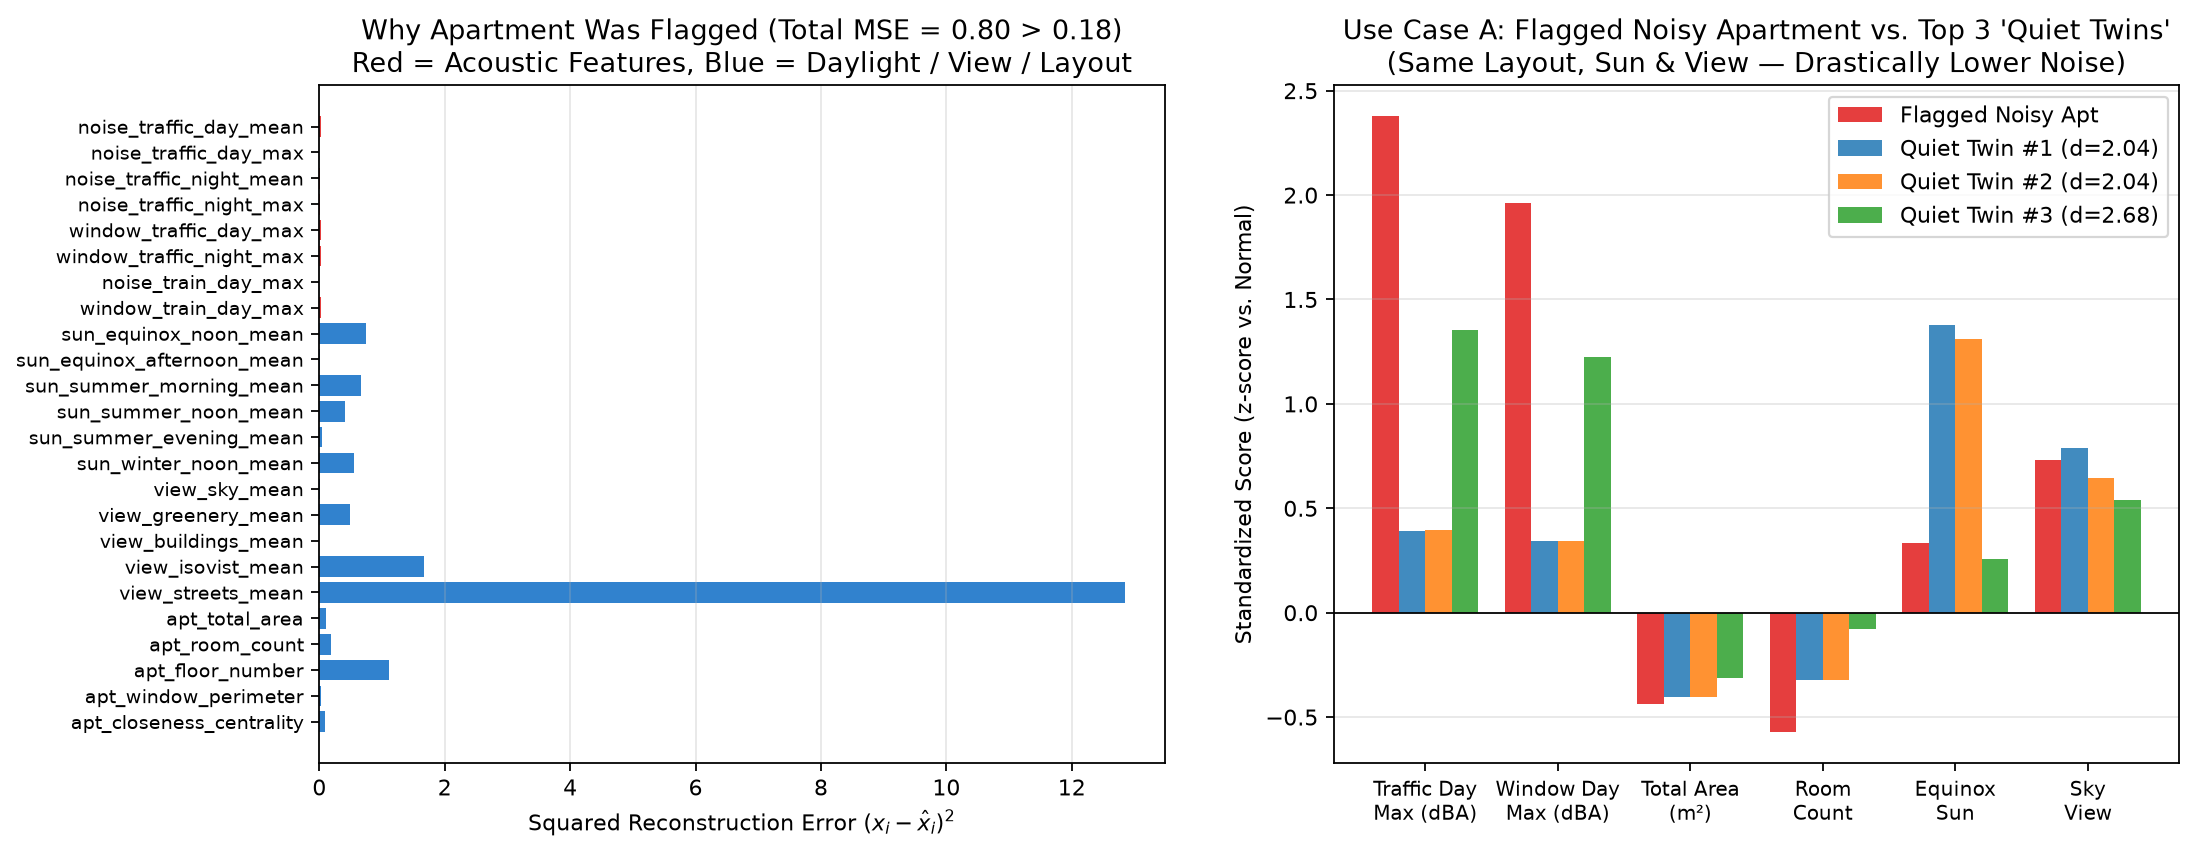 Why Apartment Was Flagged (Total MSE = 0.80 > 0.18)
Red = Acoustic Features, Blue = Daylight / View / Layout
noise_traffic_day_mean
noise_traffic_day_max
noise_traffic_night_mean
noise_traffic_night_max
window_traffic_day_max
window_traffic_night_max
noise_train_day_max
window_train_day_max
sun_equinox_noon_mean
sun_equinox_afternoon_mean
sun_summer_morning_mean
sun_summer_noon_mean
sun_summer_evening_mean
sun_winter_noon_mean
view_sky_mean
view_greenery_mean
view_buildings_mean
view_isovist_mean
view_streets_mean
apt_total_area
apt_room_count
apt_floor_number
apt_window_perimeter
apt_closeness_centrality
0 2 4 6 8 10 12
Squared Reconstruction Error (x_i − x̂_i)²
Use Case A: Flagged Noisy Apartment vs. Top 3 'Quiet Twins'
(Same Layout, Sun & View — Drastically Lower Noise)
Standardized Score (z-score vs. Normal)
2.5
2.0
1.5
1.0
0.5
0.0
−0.5
Flagged Noisy Apt
Quiet Twin #1 (d=2.04)
Quiet Twin #2 (d=2.04)
Quiet Twin #3 (d=2.68)
Traffic Day
Max (dBA)
Window Day
Max (dBA)
Total Area
(m²)
Room
Count
Equinox
Sun
Sky
View